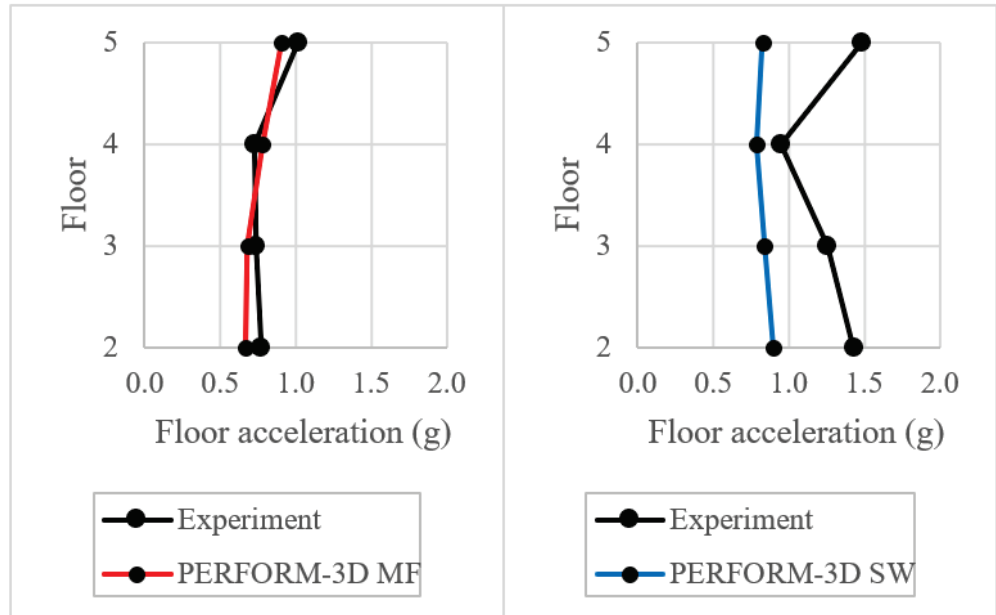 5
4
3
2
Floor
0.0 0.5 1.0 1.5 2.0
Floor acceleration (g)
Experiment
PERFORM-3D MF
5
4
3
2
Floor
0.0 0.5 1.0 1.5 2.0
Floor acceleration (g)
Experiment
PERFORM-3D SW